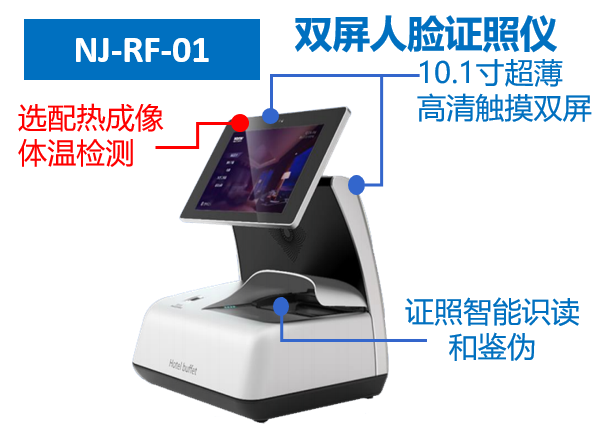 NJ-RF-01
双屏人脸证照仪
10.1寸超薄
高清触摸双屏
选配热成像
体温检测
证照智能识读
和鉴伪
Hotel buffet